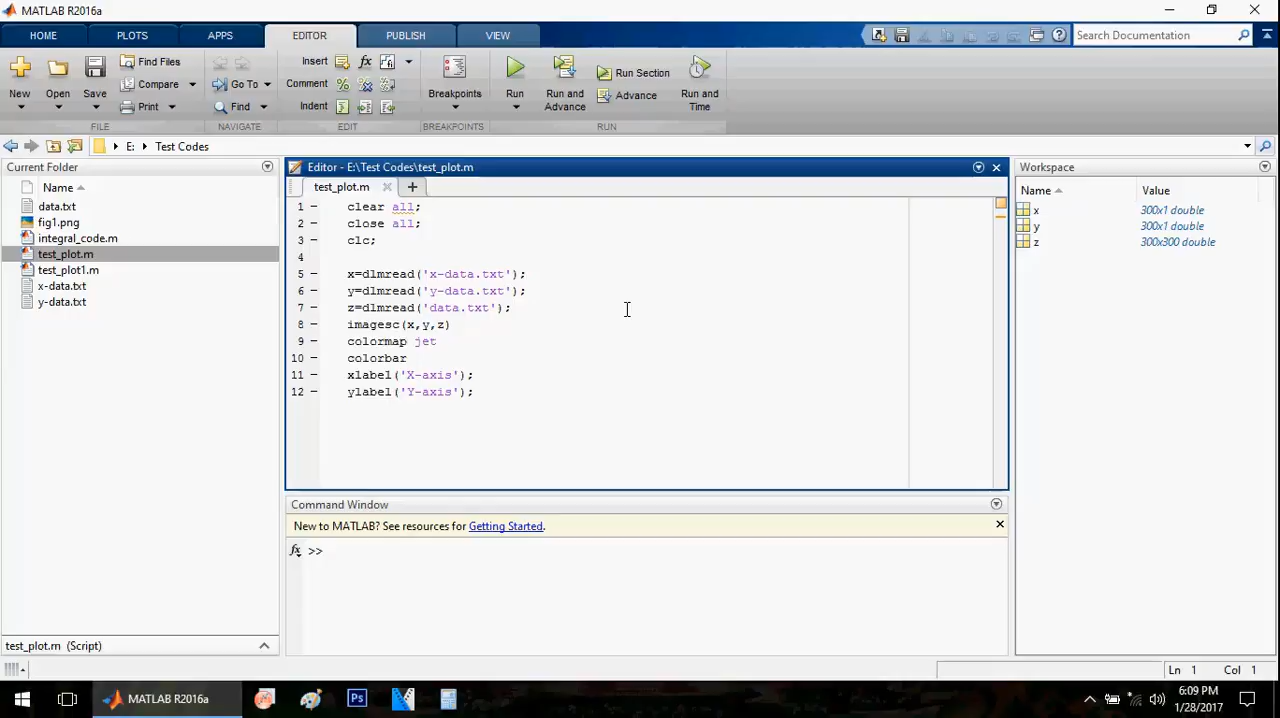 MATLAB R2016a
HOME PLOTS APPS EDITOR PUBLISH VIEW Search Documentation
Find Files Insert fx
Compare Go To Comment Run Section
New Open Save Print Find Indent Breakpoints Run Run and Advance Advance Run and Time
FILE NAVIGATE EDIT BREAKPOINTS RUN
E: Test Codes
Current Folder
Name
data.txt
fig1.png
integral_code.m
test_plot.m
test_plot1.m
x-data.txt
y-data.txt
test_plot.m (Script)
Editor - E:\Test Codes\test_plot.m
test_plot.m
1 clear all;
2 close all;
3 clc;
4
5 x=dlmread('x-data.txt');
6 y=dlmread('y-data.txt');
7 z=dlmread('data.txt');
8 imagesc(x,y,z)
9 colormap jet
10 colorbar
11 xlabel('X-axis');
12 ylabel('Y-axis');
Command Window
New to MATLAB? See resources for Getting Started.
fx >>
Workspace
Name Value
x 300x1 double
y 300x1 double
z 300x300 double
Ln 1 Col 1
MATLAB R2016a Ps 6:09 PM
1/28/2017